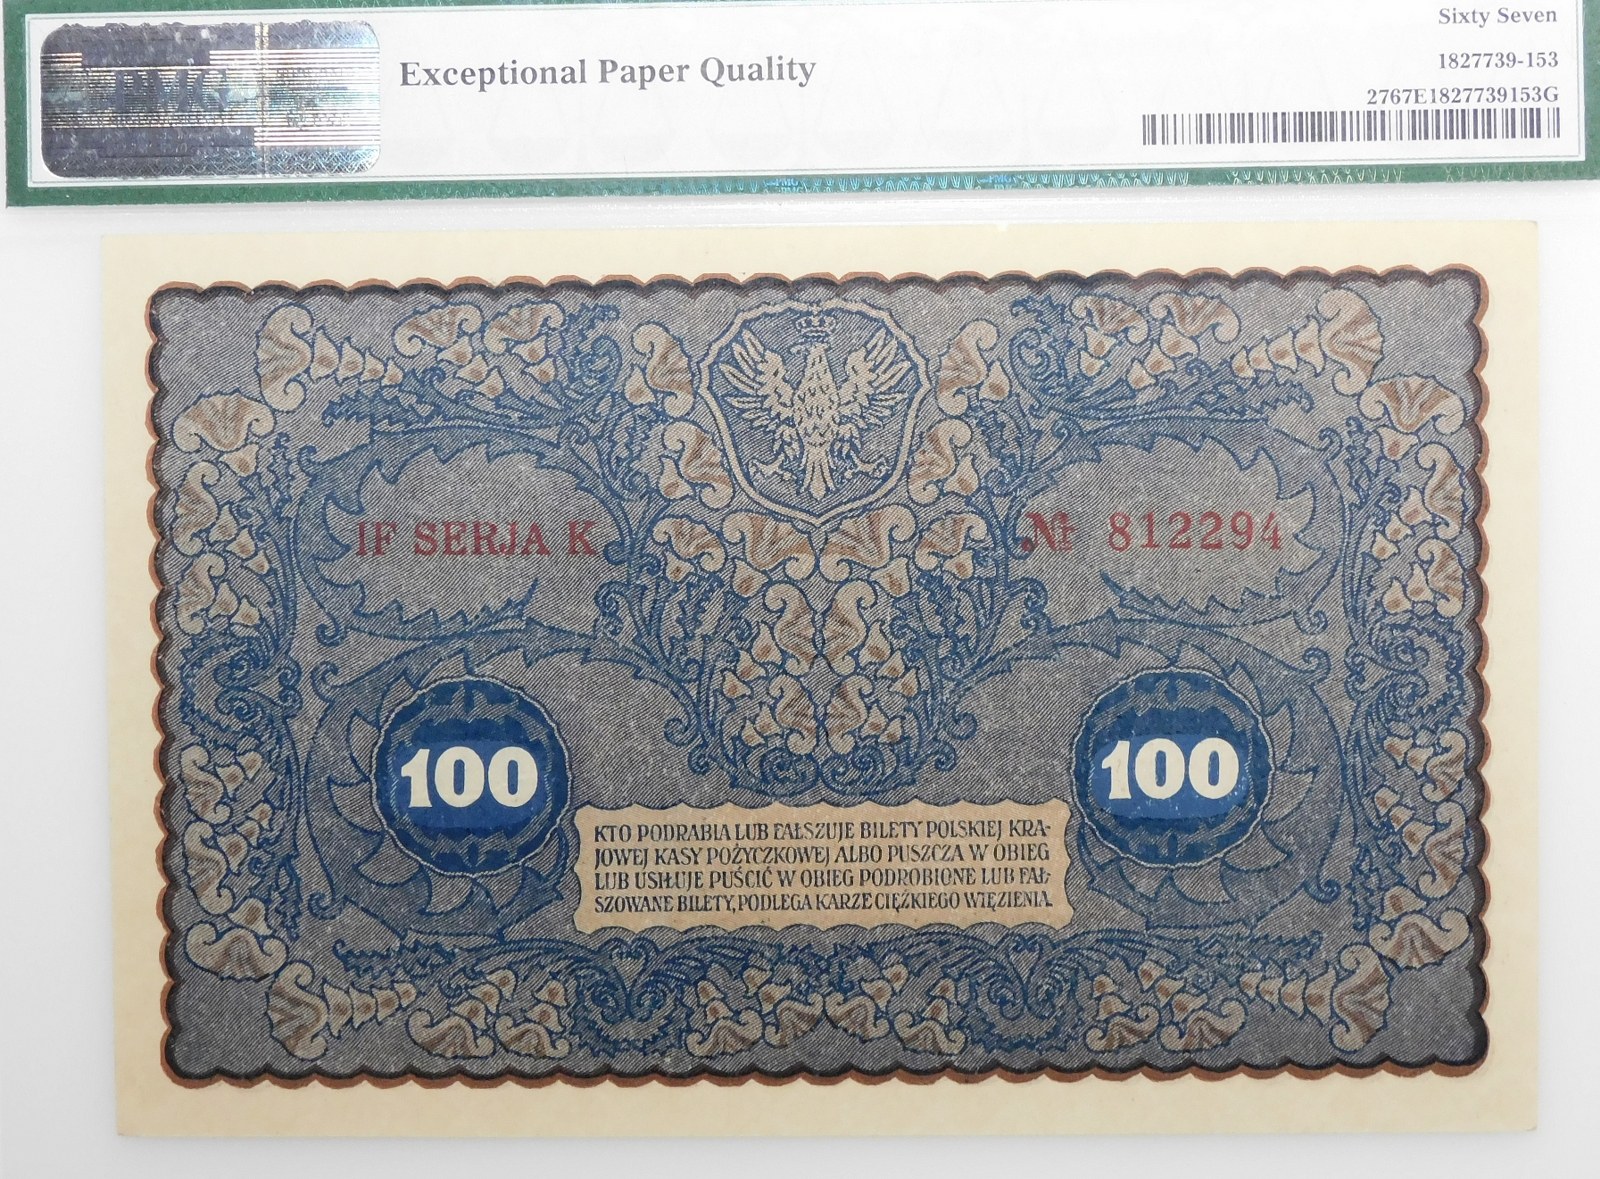 Sixty Seven
PMG
Exceptional Paper Quality
1827739-153
2767E1827739153G
IF SERJA K
№ 812294
100
100
KTO PODRABIA LUB FAŁSZUJE BILETY POLSKIEJ KRA-
JOWEJ KASY POŻYCZKOWEJ ALBO PUSZCZA W OBIEG
LUB USIŁUJE PUŚCIĆ W OBIEG PODROBIONE LUB FAŁ-
SZOWANE BILETY, PODLEGA KARZE CIĘŻKIEGO WIĘZIENIA.